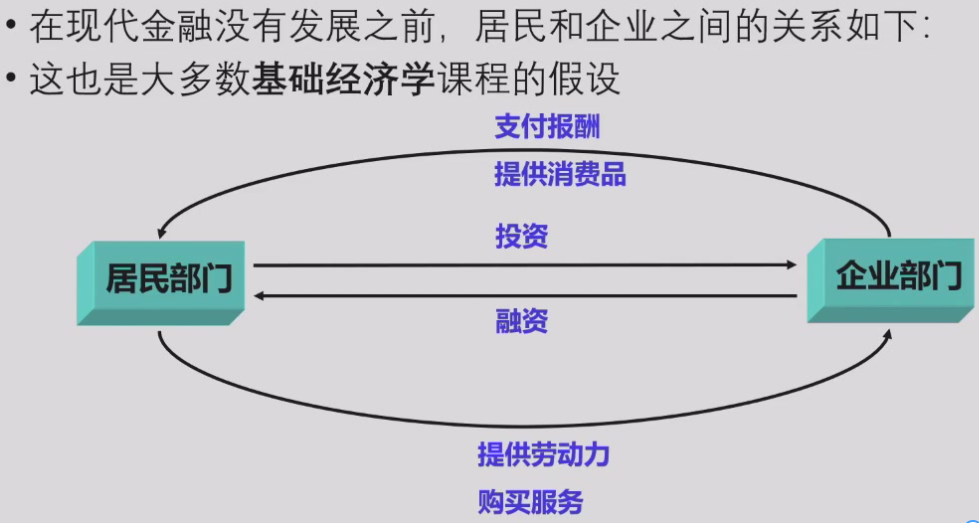 • 在现代金融没有发展之前，居民和企业之间的关系如下：
• 这也是大多数基础经济学课程的假设
支付报酬
提供消费品
投资
居民部门
企业部门
融资
提供劳动力
购买服务